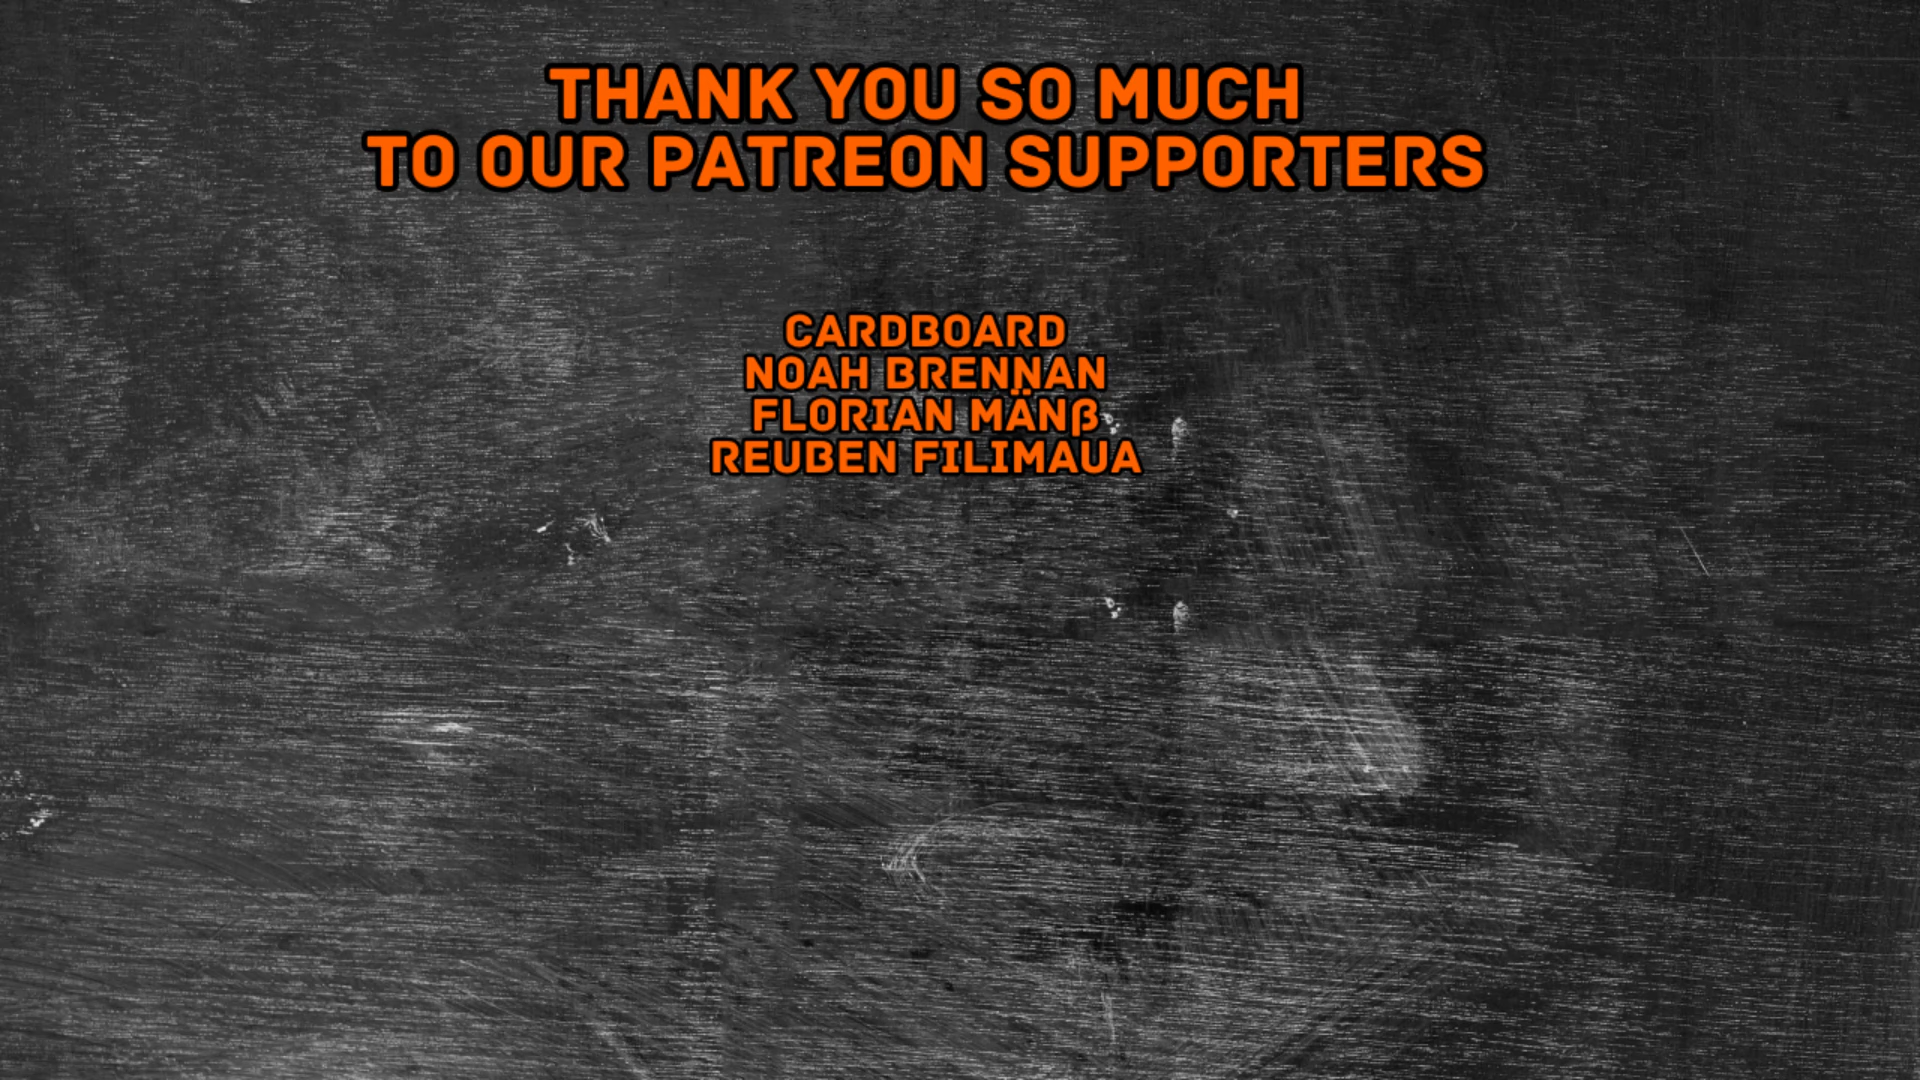 THANK YOU SO MUCH
TO OUR PATREON SUPPORTERS
CARDBOARD
NOAH BRENNAN
FLORIAN MÄNß
REUBEN FILIMAUA